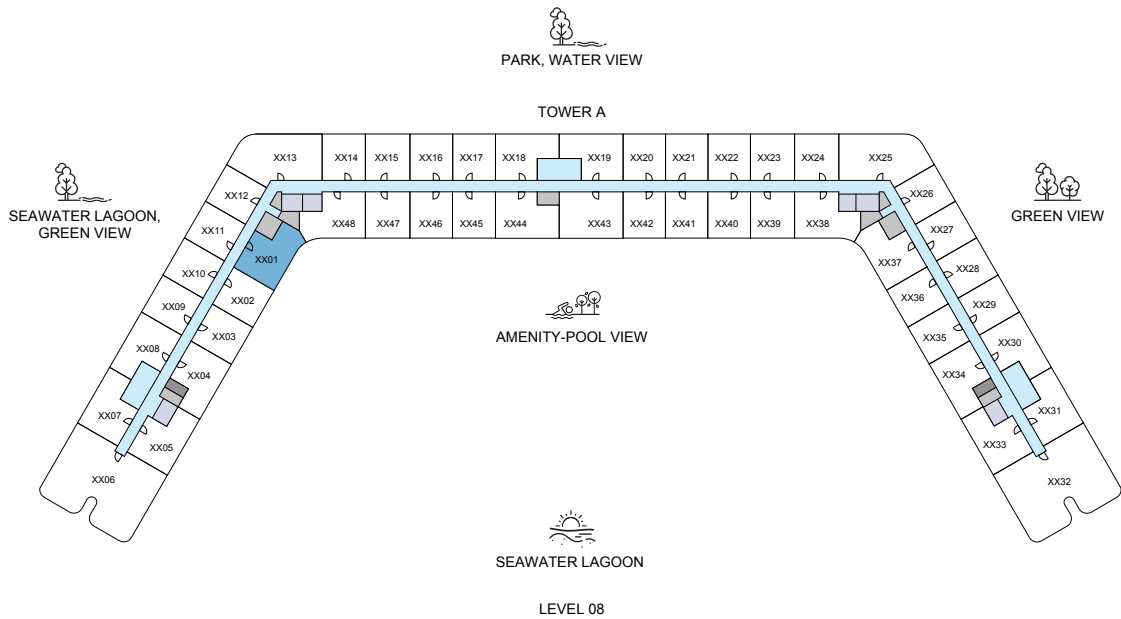 PARK, WATER VIEW
TOWER A
XX13
XX14
XX15
XX16
XX17
XX18
XX19
XX20
XX21
XX22
XX23
XX24
XX25
SEAWATER LAGOON,
GREEN VIEW
XX12
XX26
GREEN VIEW
XX48
XX47
XX46
XX45
XX44
XX43
XX42
XX41
XX40
XX39
XX38
XX11
XX27
XX01
XX37
XX10
XX28
XX02
XX36
XX09
XX29
XX03
XX35
AMENITY-POOL VIEW
XX08
XX30
XX04
XX34
XX07
XX31
XX05
XX33
XX06
XX32
SEAWATER LAGOON
LEVEL 08